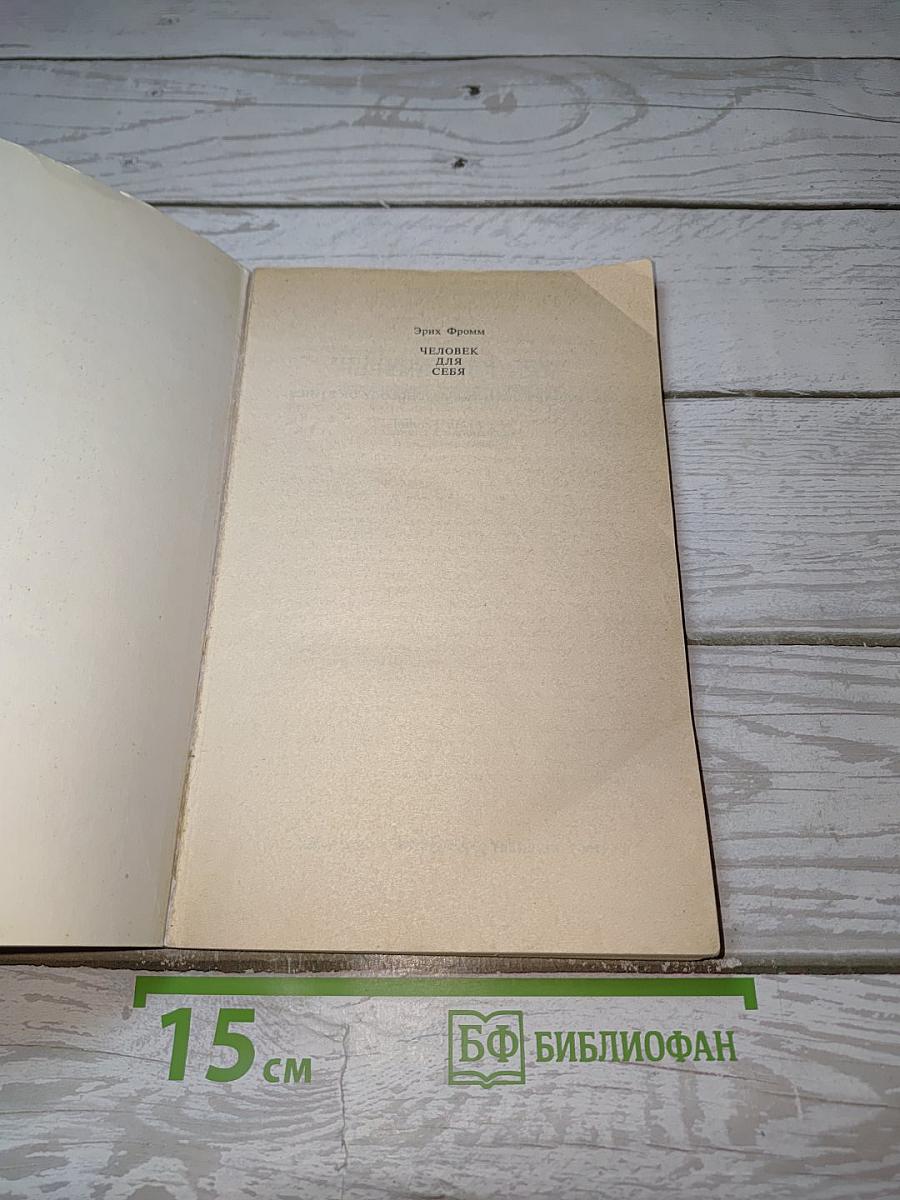 Эрих Фромм
ЧЕЛОВЕК
ДЛЯ
СЕБЯ
15 см
БФ БИБЛИОФАН